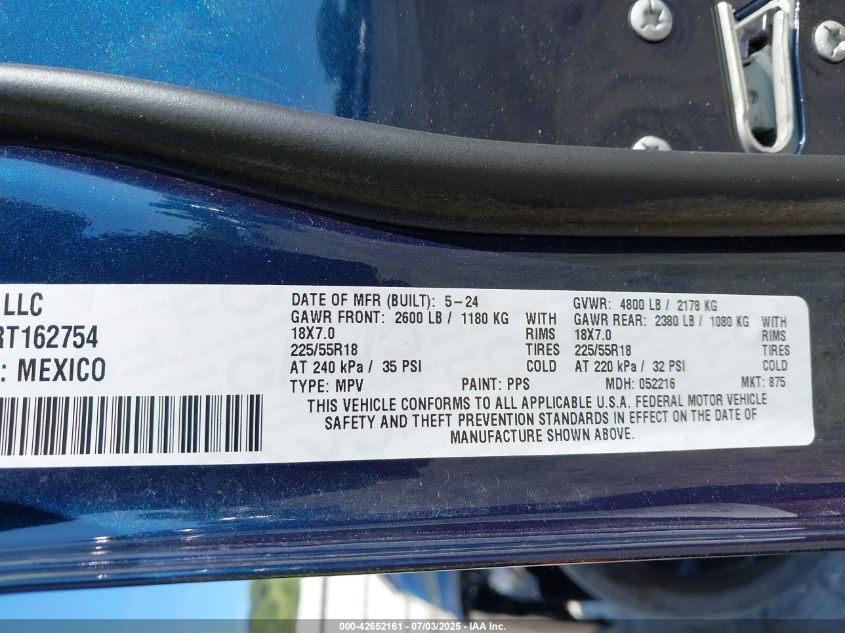 LLC
RT162754
: MEXICO
DATE OF MFR (BUILT): 5-24
GAWR FRONT: 2600 LB / 1180 KG WITH
18X7.0 RIMS
225/55R18 TIRES
AT 240 kPa / 35 PSI COLD
GVWR: 4800 LB / 2178 KG
GAWR REAR: 2380 LB / 1080 KG WITH
18X7.0 RIMS
225/55R18 TIRES
AT 220 kPa / 32 PSI COLD
TYPE: MPV PAINT: PPS MDH: 052216 MKT: 875
THIS VEHICLE CONFORMS TO ALL APPLICABLE U.S.A. FEDERAL MOTOR VEHICLE
SAFETY AND THEFT PREVENTION STANDARDS IN EFFECT ON THE DATE OF
MANUFACTURE SHOWN ABOVE.
000-42652161 - 07/03/2025 - IAA Inc.